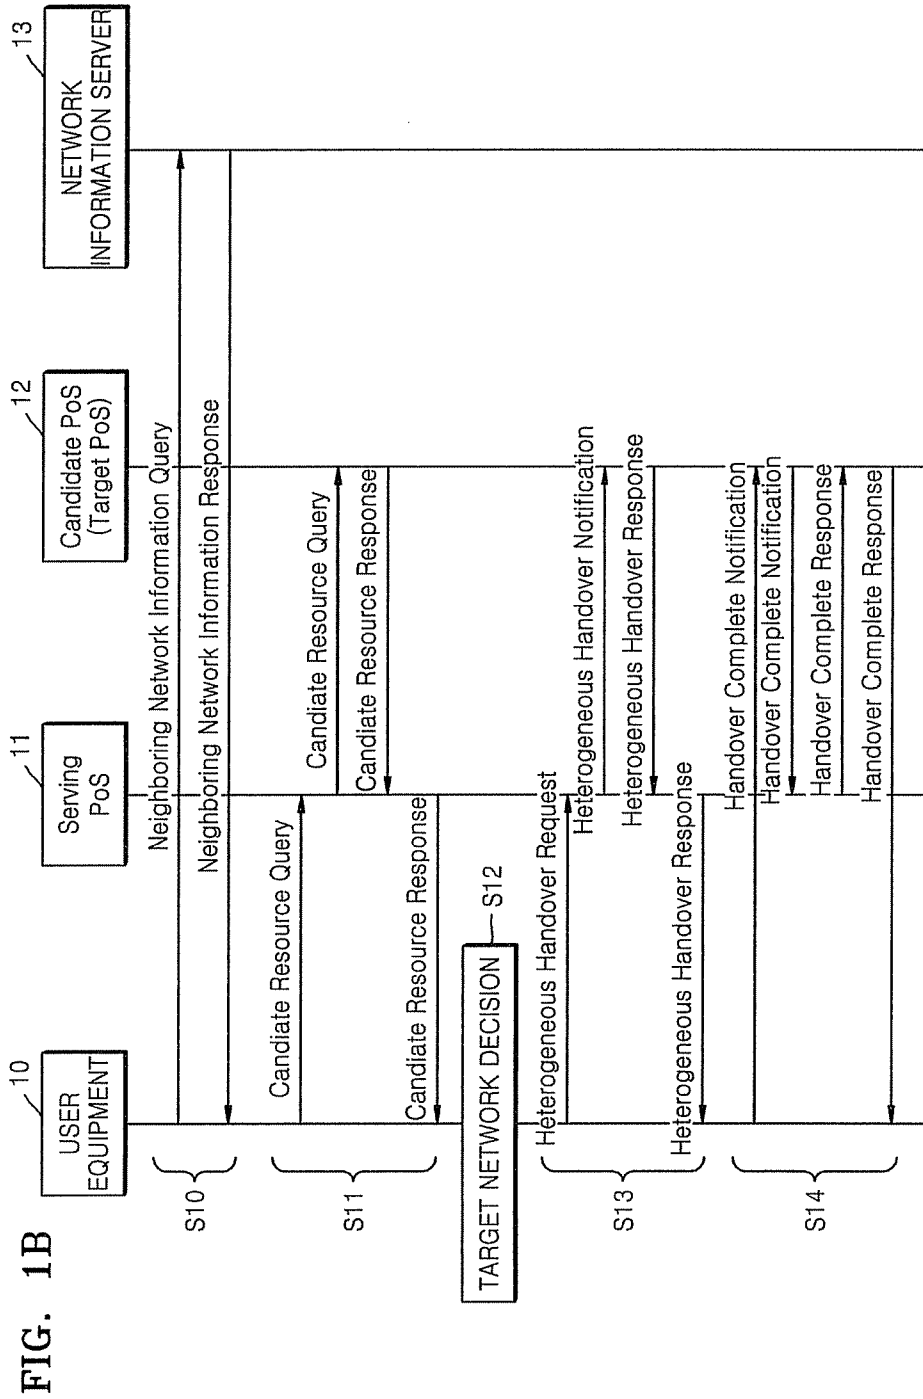 FIG. 1B
10
USER
EQUIPMENT
11
Serving
PoS
12
Candidate PoS
(Target PoS)
13
NETWORK
INFORMATION SERVER
S10
Neighboring Network Information Query
Neighboring Network Information Response
S11
Candiate Resource Query
Candiate Resource Query
Candiate Resource Response
Candiate Resource Response
TARGET NETWORK DECISION
S12
S13
Heterogeneous Handover Request
Heterogeneous Handover Notification
Heterogeneous Handover Response
Heterogeneous Handover Response
S14
Handover Complete Notification
Handover Complete Notification
Handover Complete Response
Handover Complete Response